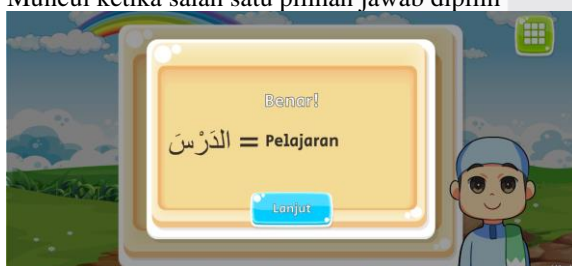 Muncul ketika salah satu pilihan jawab dipilih
Benar!
الدَرْسَ = Pelajaran
Lanjut